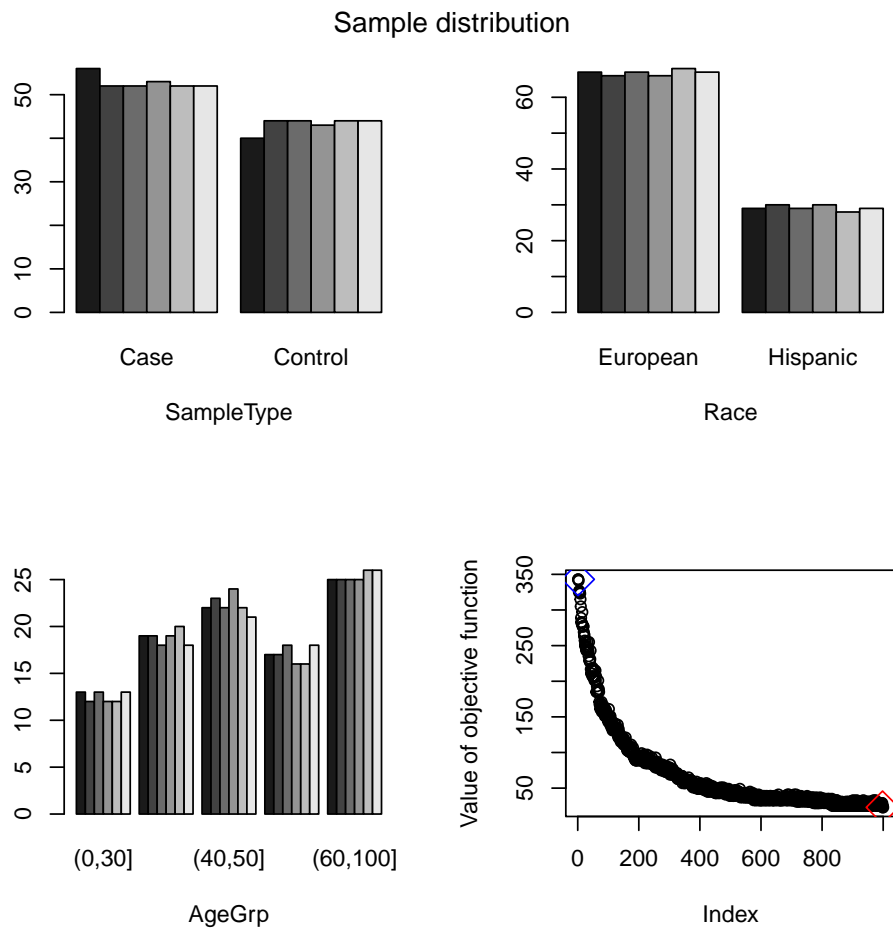 Sample distribution
0 10 30 50
Case Control
SampleType
0 20 40 60
European Hispanic
Race
0 5 10 15 20 25
(0,30] (40,50] (60,100]
AgeGrp
Value of objective function
50 150 250 350
0 200 400 600 800
Index